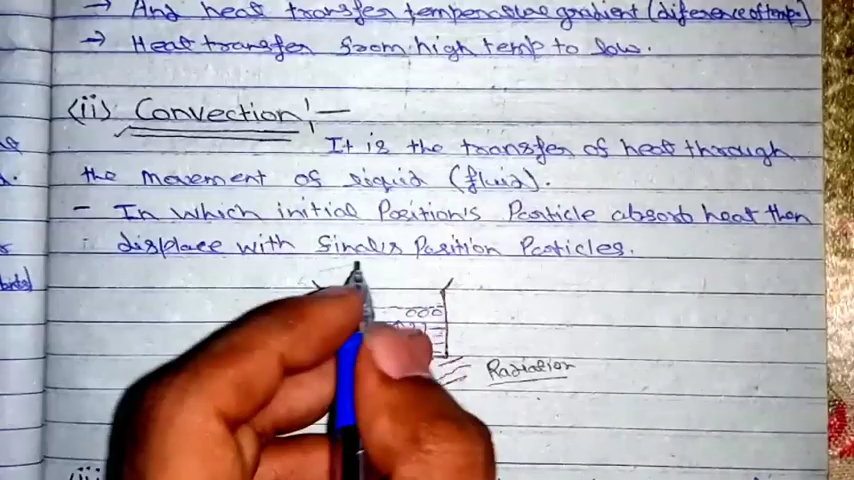 → And heat transfer temperature gradient (diference of temp.)
→ Heat transfer from high temp to low.
(ii) Convection :—
It is the transfer of heat through
the movement of liquid (fluid).
- In which initial Position's Particle absorb heat then
displace with final's Position Particles.
Radiation